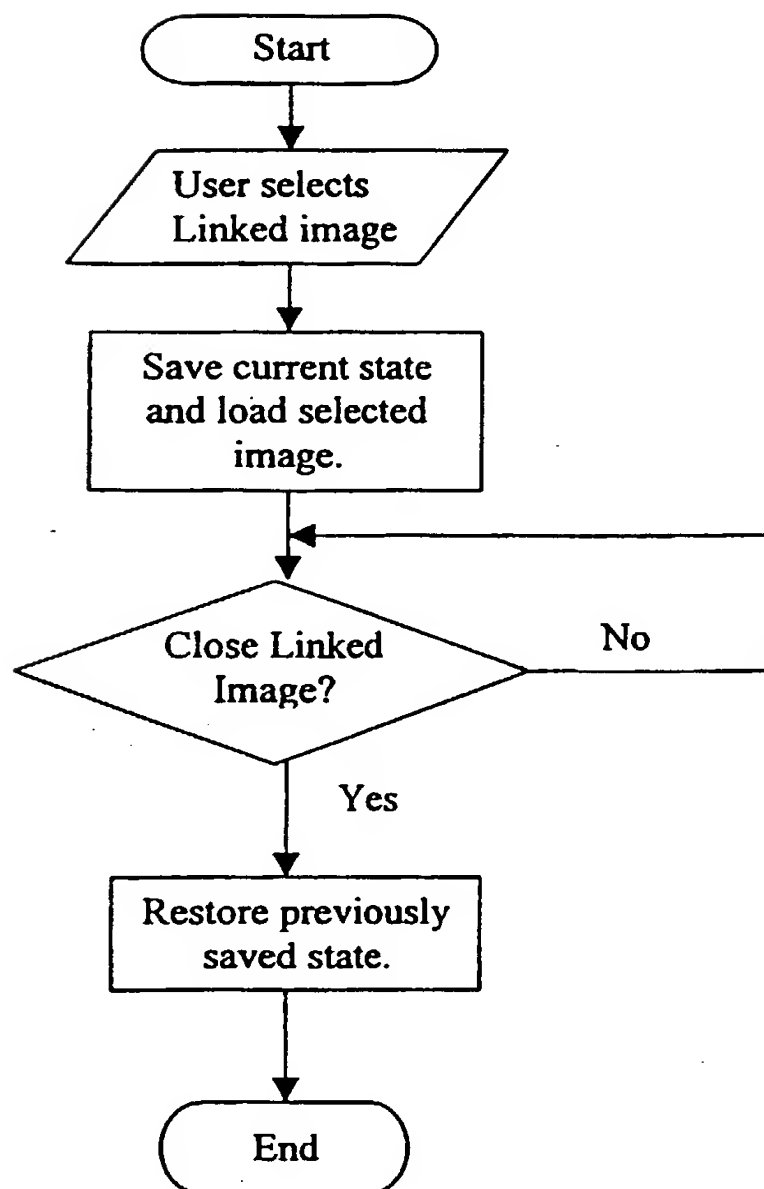 Start
User selects
Linked image
Save current state
and load selected
image.
Close Linked
Image?
No
Yes
Restore previously
saved state.
End